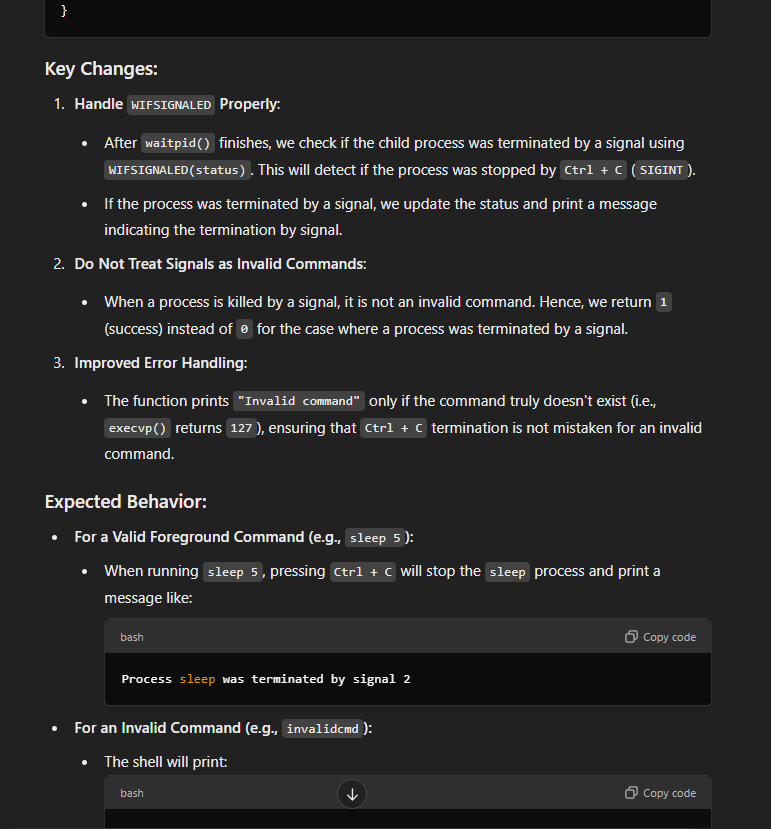 }
Key Changes:
1. Handle WIFSIGNALED Properly:
• After waitpid() finishes, we check if the child process was terminated by a signal using
WIFSIGNALED(status). This will detect if the process was stopped by Ctrl + C (SIGINT).
• If the process was terminated by a signal, we update the status and print a message
indicating the termination by signal.
2. Do Not Treat Signals as Invalid Commands:
• When a process is killed by a signal, it is not an invalid command. Hence, we return 1
(success) instead of 0 for the case where a process was terminated by a signal.
3. Improved Error Handling:
• The function prints "Invalid command" only if the command truly doesn't exist (i.e.,
execvp() returns 127), ensuring that Ctrl + C termination is not mistaken for an invalid
command.
Expected Behavior:
• For a Valid Foreground Command (e.g., sleep 5):
• When running sleep 5, pressing Ctrl + C will stop the sleep process and print a
message like:
bash Copy code
Process sleep was terminated by signal 2
• For an Invalid Command (e.g., invalidcmd):
• The shell will print:
bash Copy code